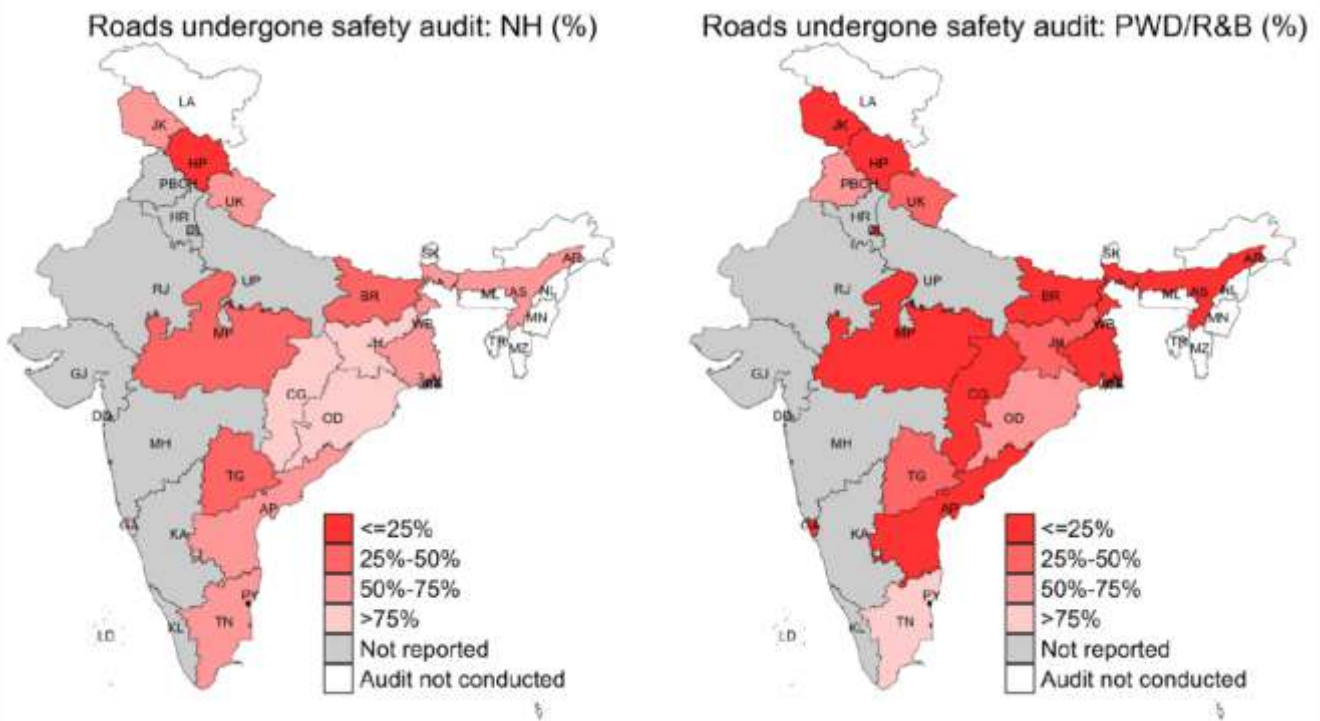 Roads undergone safety audit: NH (%)
LA
JK
HP
PBCH
UK
HR
DL
SK
AR
RJ
UP
BR
ML
AS
NL
MN
MP
WB
JH
TR
MZ
GJ
CG
OD
DD
MH
TG
AP
GA
KA
PY
TN
KL
LD
<=25%
25%-50%
50%-75%
>75%
Not reported
Audit not conducted
Roads undergone safety audit: PWD/R&B (%)
LA
JK
HP
PBCH
UK
HR
DL
SK
AR
RJ
UP
BR
ML
AS
NL
MN
MP
WB
JH
TR
MZ
GJ
CG
OD
DD
MH
TG
AP
GA
KA
PY
TN
KL
LD
<=25%
25%-50%
50%-75%
>75%
Not reported
Audit not conducted